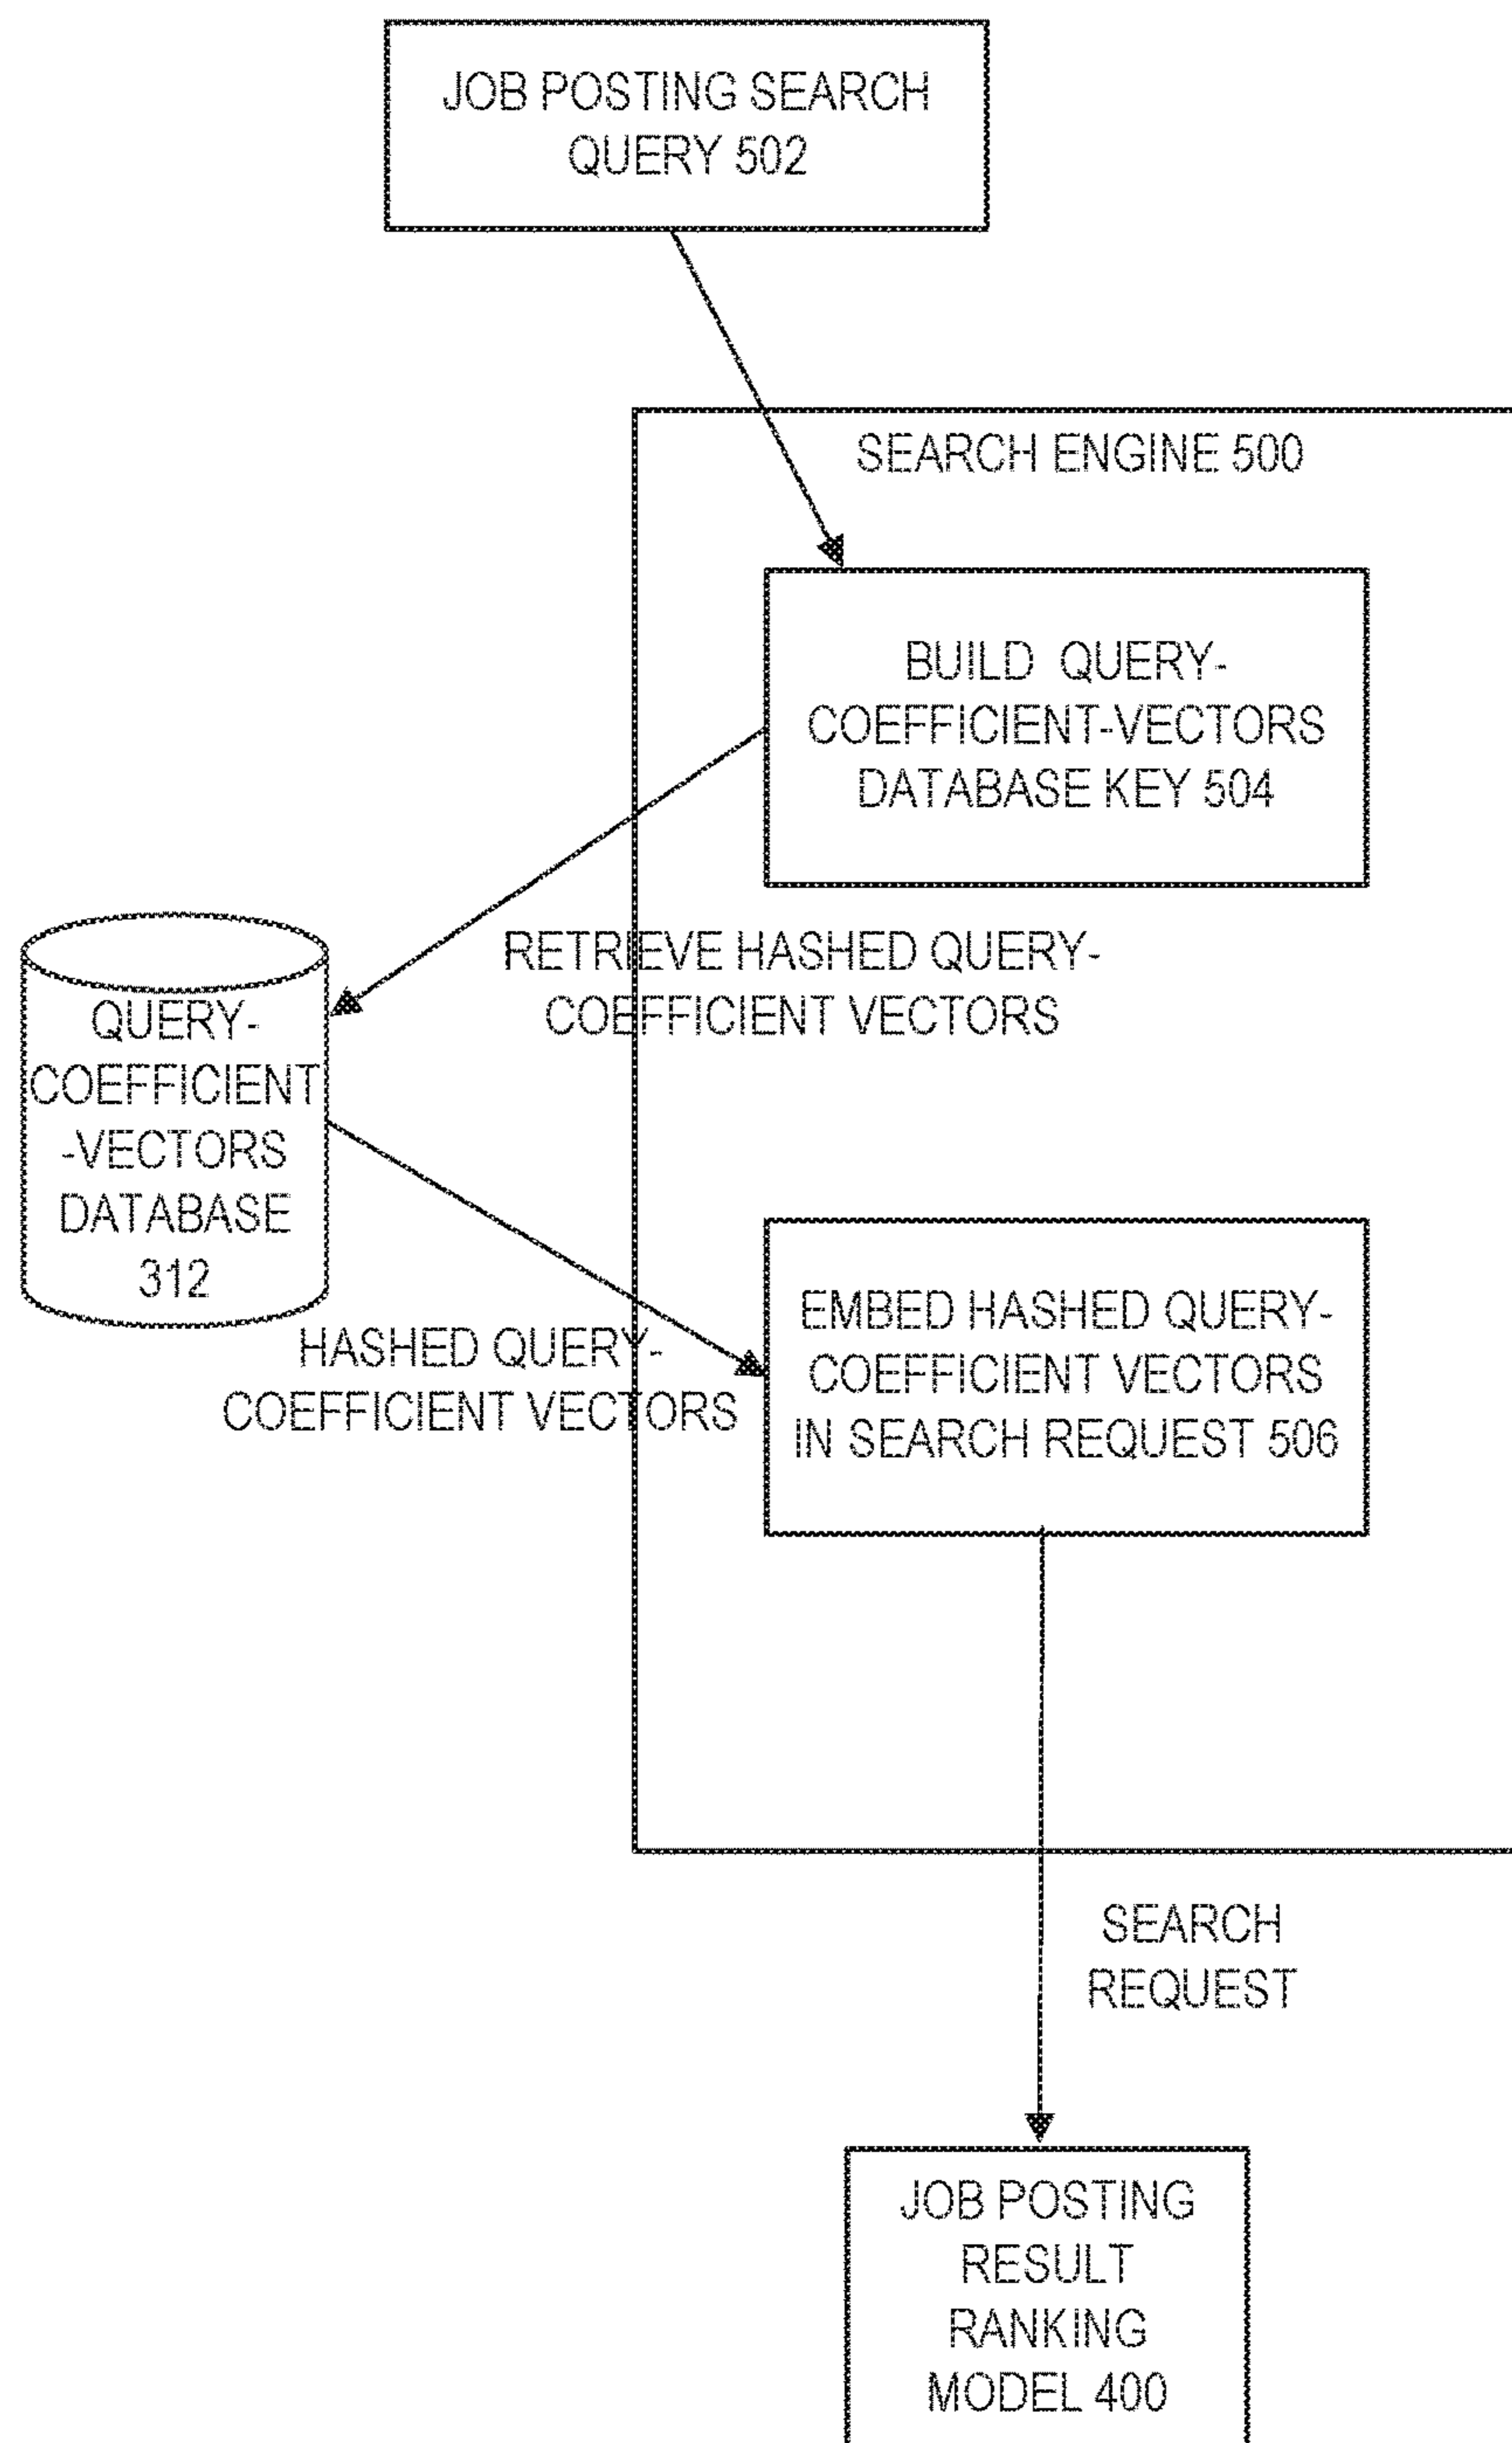 JOB POSTING SEARCH
QUERY 502
SEARCH ENGINE 500
BUILD QUERY-
COEFFICIENT-VECTORS
DATABASE KEY 504
RETRIEVE HASHED QUERY-
COEFFICIENT VECTORS
QUERY-
COEFFICIENT
-VECTORS
DATABASE
312
HASHED QUERY-
COEFFICIENT VECTORS
EMBED HASHED QUERY-
COEFFICIENT VECTORS
IN SEARCH REQUEST 506
SEARCH
REQUEST
JOB POSTING
RESULT
RANKING
MODEL 400